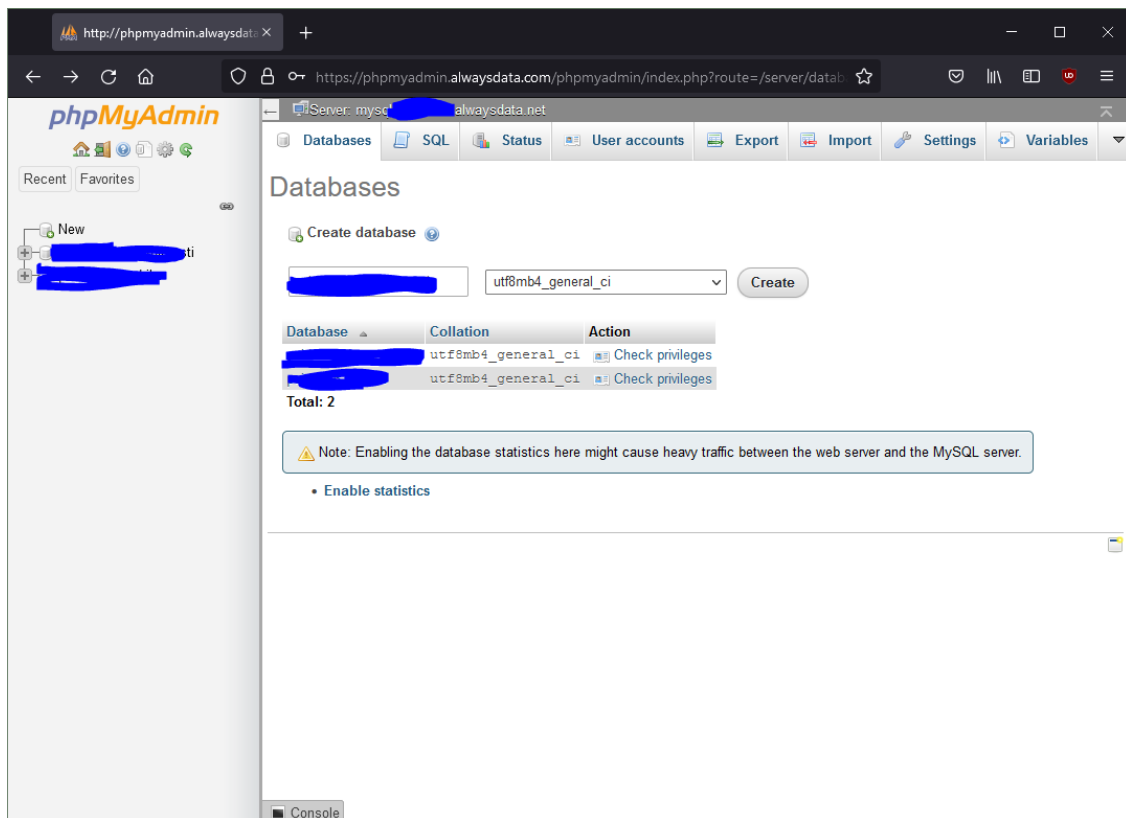 http://phpmyadmin.alwaysdata
https://phpmyadmin.alwaysdata.com/phpmyadmin/index.php?route=/server/datab
phpMyAdmin
Server: mysq alwaysdata.net
Databases SQL Status User accounts Export Import Settings Variables
Recent Favorites
Databases
New
Create database
ti
utf8mb4_general_ci Create
Database Collation Action
utf8mb4_general_ci Check privileges
utf8mb4_general_ci Check privileges
Total: 2
Note: Enabling the database statistics here might cause heavy traffic between the web server and the MySQL server.
Enable statistics
Console